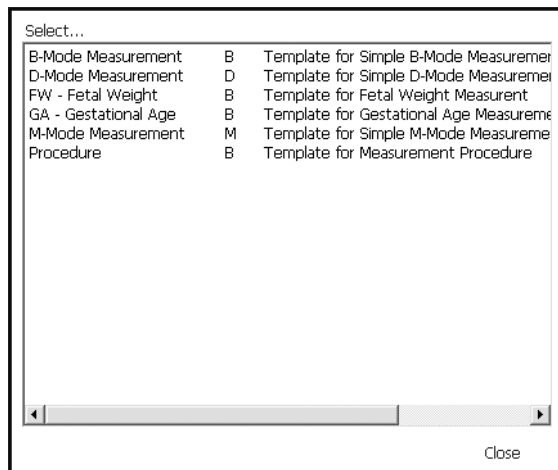 Select...
B-Mode Measurement B Template for Simple B-Mode Measuremer
D-Mode Measurement D Template for Simple D-Mode Measuremer
FW - Fetal Weight B Template for Fetal Weight Measurent
GA - Gestational Age B Template for Gestational Age Measureme
M-Mode Measurement M Template for Simple M-Mode Measureme
Procedure B Template for Measurement Procedure
Close